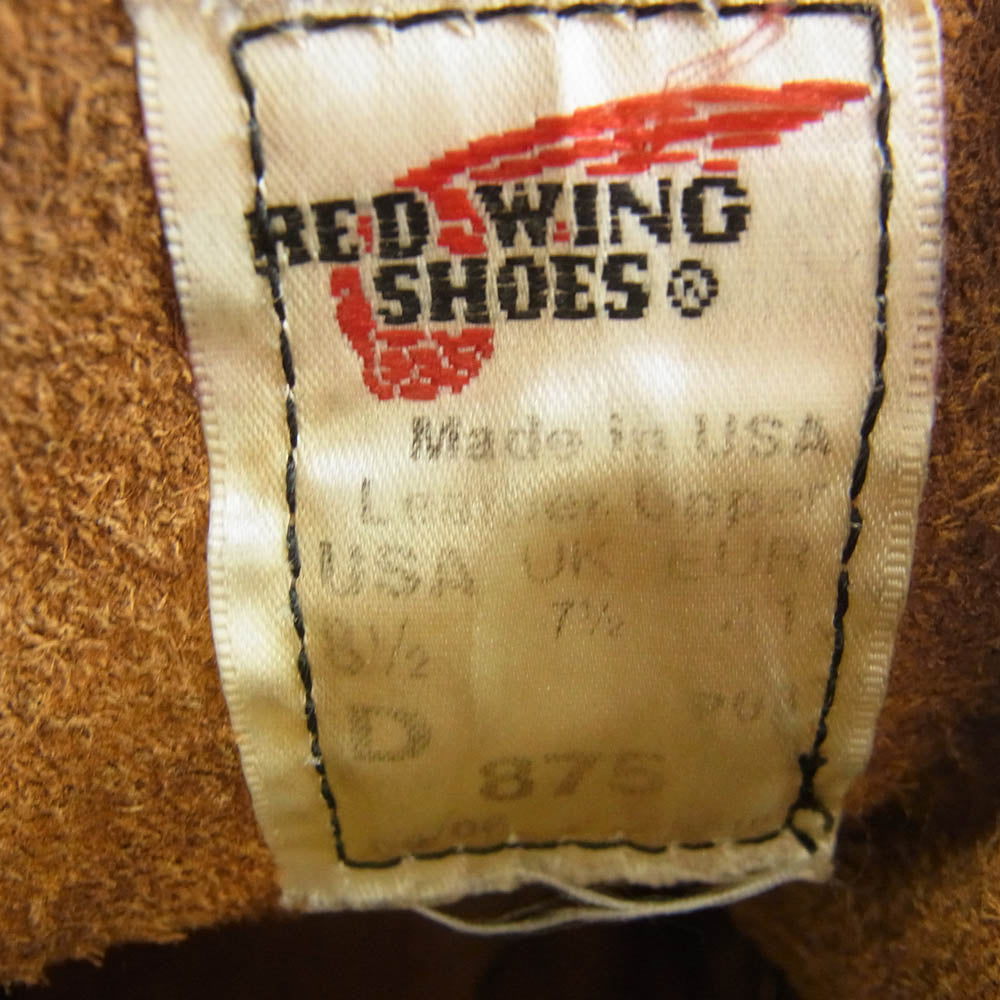 RED WING
SHOES®
Made in USA
Leather Upper
USA UK EUR
8½ 7½
D
875